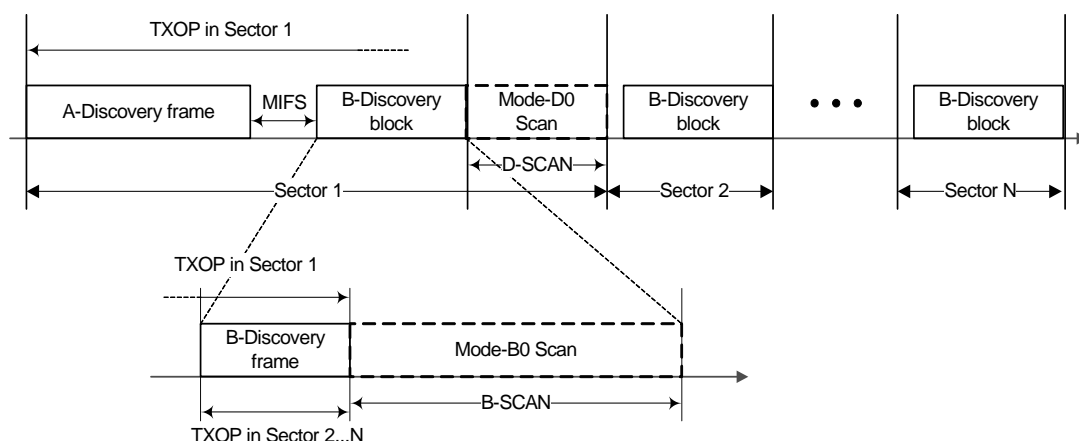 TXOP in Sector 1
A-Discovery frame
MIFS
B-Discovery
block
Mode-D0
Scan
B-Discovery
block
B-Discovery
block
D-SCAN
Sector 1
Sector 2
Sector N
TXOP in Sector 1
B-Discovery
frame
Mode-B0 Scan
B-SCAN
TXOP in Sector 2...N